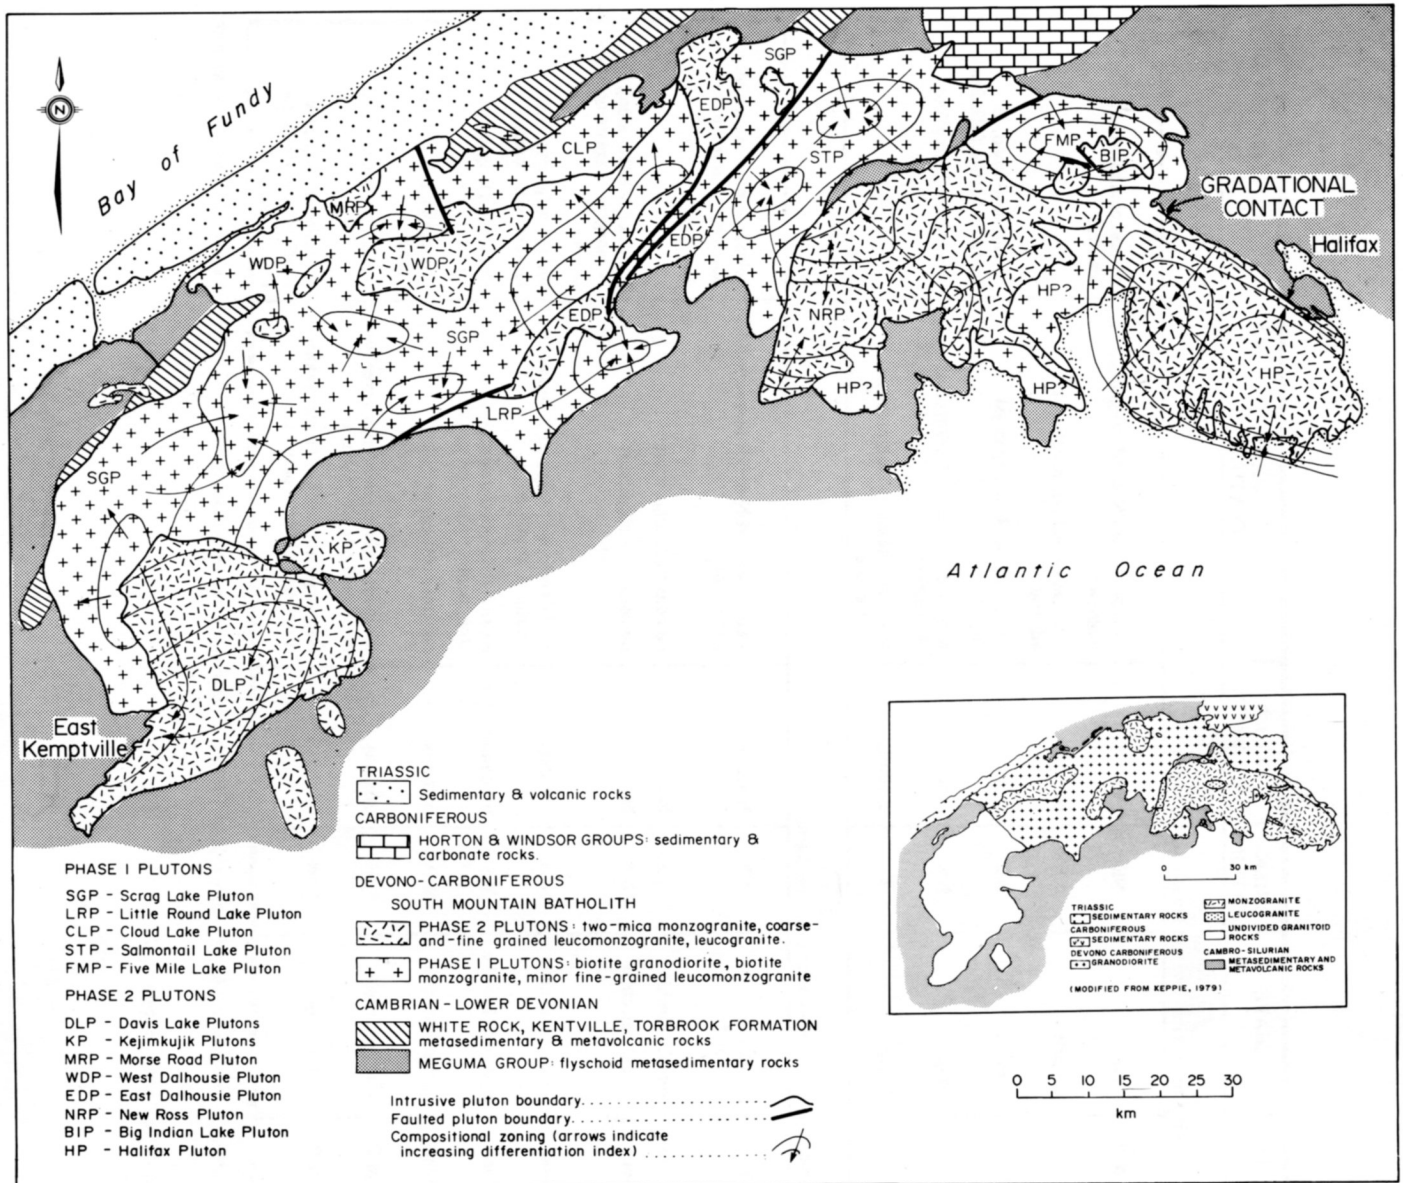 N
Bay of Fundy
SGP
EDP
CLP
STP
FMP
BIP
GRADATIONAL
CONTACT
Halifax
MRP
WDP
WDP
EDP
HP?
SGP
EDP
NRP
HP
HP?
HP?
LRP
SGP
KP
Atlantic Ocean
DLP
East
Kemptville
PHASE 1 PLUTONS
SGP - Scrag Lake Pluton
LRP - Little Round Lake Pluton
CLP - Cloud Lake Pluton
STP - Salmontail Lake Pluton
FMP - Five Mile Lake Pluton
PHASE 2 PLUTONS
DLP - Davis Lake Plutons
KP - Kejimkujik Plutons
MRP - Morse Road Pluton
WDP - West Dalhousie Pluton
EDP - East Dalhousie Pluton
NRP - New Ross Pluton
BIP - Big Indian Lake Pluton
HP - Halifax Pluton
TRIASSIC
Sedimentary & volcanic rocks
CARBONIFEROUS
HORTON & WINDSOR GROUPS: sedimentary &
carbonate rocks.
DEVONO-CARBONIFEROUS
SOUTH MOUNTAIN BATHOLITH
PHASE 2 PLUTONS: two-mica monzogranite, coarse-
and-fine grained leucomonzogranite, leucogranite.
PHASE 1 PLUTONS: biotite granodiorite, biotite
monzogranite, minor fine-grained leucomonzogranite
CAMBRIAN-LOWER DEVONIAN
WHITE ROCK, KENTVILLE, TORBROOK FORMATION
metasedimentary & metavolcanic rocks
MEGUMA GROUP: flyschoid metasedimentary rocks
Intrusive pluton boundary
Faulted pluton boundary
Compositional zoning (arrows indicate
increasing differentiation index)
0 30 km
TRIASSIC
SEDIMENTARY ROCKS
CARBONIFEROUS
SEDIMENTARY ROCKS
DEVONO CARBONIFEROUS
GRANODIORITE
MONZOGRANITE
LEUCOGRANITE
UNDIVIDED GRANITOID
ROCKS
CAMBRO-SILURIAN
METASEDIMENTARY AND
METAVOLCANIC ROCKS
(MODIFIED FROM KEPPIE, 1979)
0 5 10 15 20 25 30
km